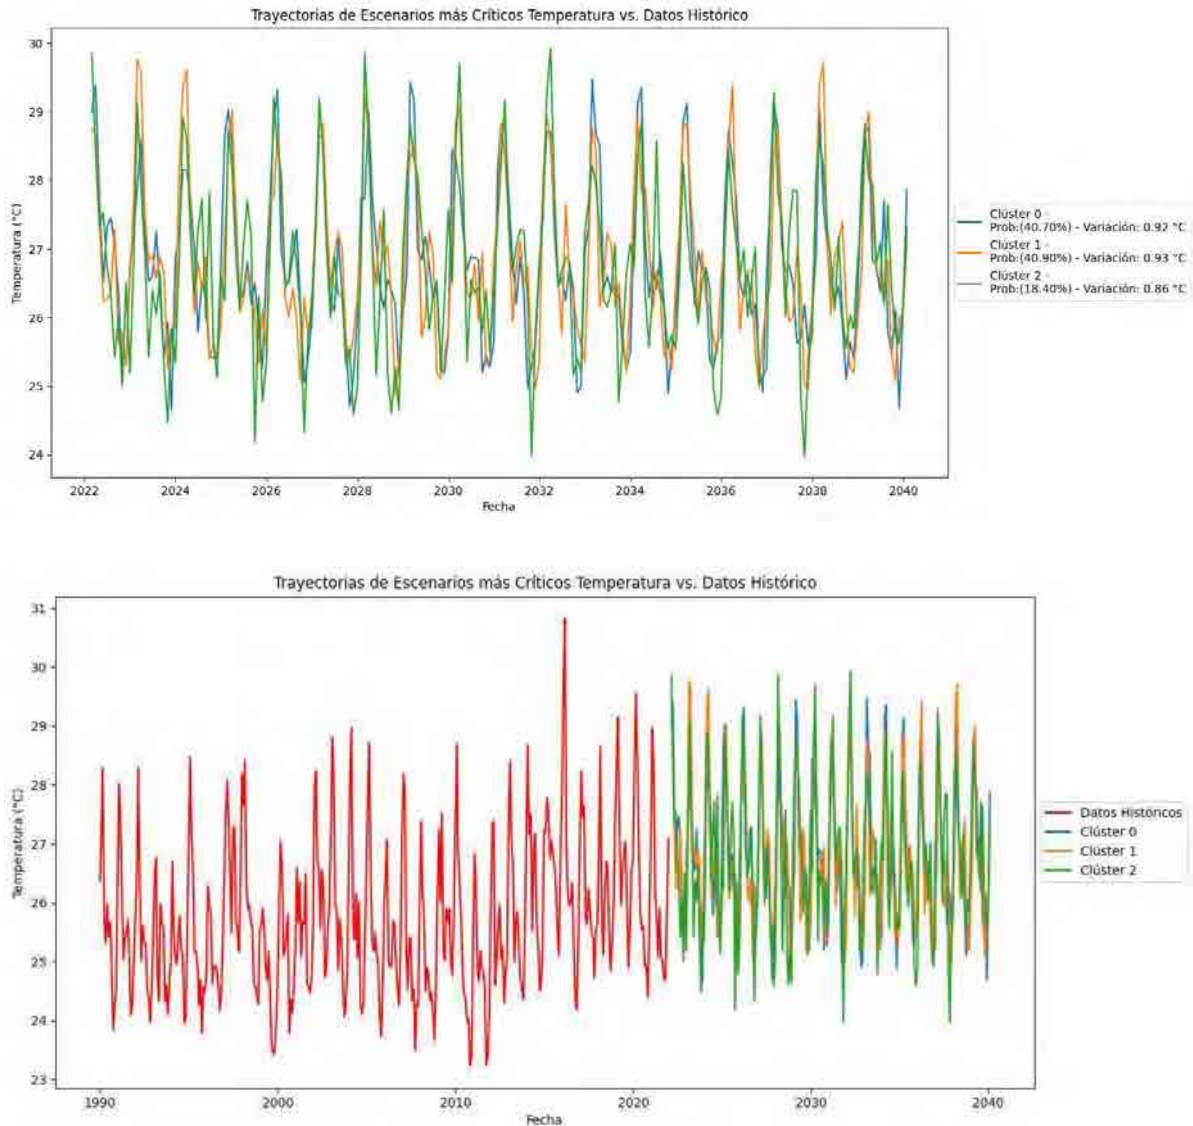 Trayectorias de Escenarios más Críticos Temperatura vs. Datos Histórico
30
29
28
27
26
25
24
Temperatura (°C)
2022
2024
2026
2028
2030
2032
2034
2036
2038
2040
Fecha
Clúster 0 -
Prob:(40.70%) - Variación: 0.92 °C
Clúster 1 -
Prob:(40.90%) - Variación: 0.93 °C
Clúster 2 -
Prob:(18.40%) - Variación: 0.86 °C
Trayectorias de Escenarios más Críticos Temperatura vs. Datos Histórico
31
30
29
28
27
26
25
24
23
Temperatura (°C)
1990
2000
2010
2020
2030
2040
Fecha
Datos Históricos
Clúster 0
Clúster 1
Clúster 2